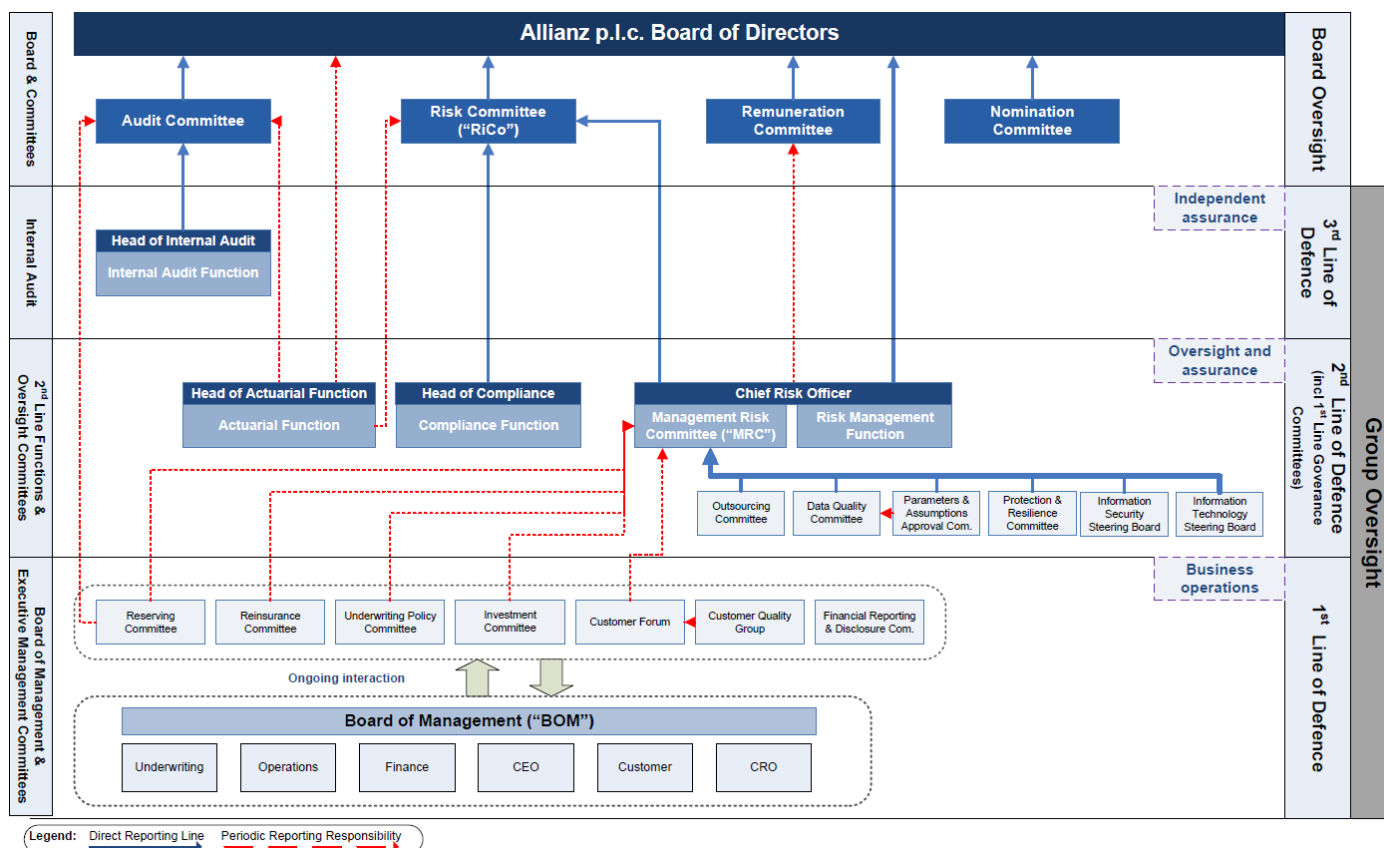 Allianz p.l.c. Board of Directors
Board & Committees
Board Oversight
Audit Committee
Risk Committee
("RiCo")
Remuneration
Committee
Nomination
Committee
Internal Audit
Independent
assurance
3rd Line of
Defence
Head of Internal Audit
Internal Audit Function
2nd Line Functions &
Oversight Committees
Oversight and
assurance
2nd Line of Defence
(incl 1st Line Goverance
Committees)
Group Oversight
Head of Actuarial Function
Actuarial Function
Head of Compliance
Compliance Function
Chief Risk Officer
Management Risk
Committee ("MRC")
Risk Management
Function
Outsourcing
Committee
Data Quality
Committee
Parameters &
Assumptions
Approval Com.
Protection &
Resilience
Committee
Information
Security
Steering Board
Information
Technology
Steering Board
Board of Management &
Executive Management Committees
Business
operations
1st Line of Defence
Reserving
Committee
Reinsurance
Committee
Underwriting Policy
Committee
Investment
Committee
Customer Forum
Customer Quality
Group
Financial Reporting
& Disclosure Com.
Ongoing interaction
Board of Management ("BOM")
Underwriting
Operations
Finance
CEO
Customer
CRO
Legend: Direct Reporting Line Periodic Reporting Responsibility